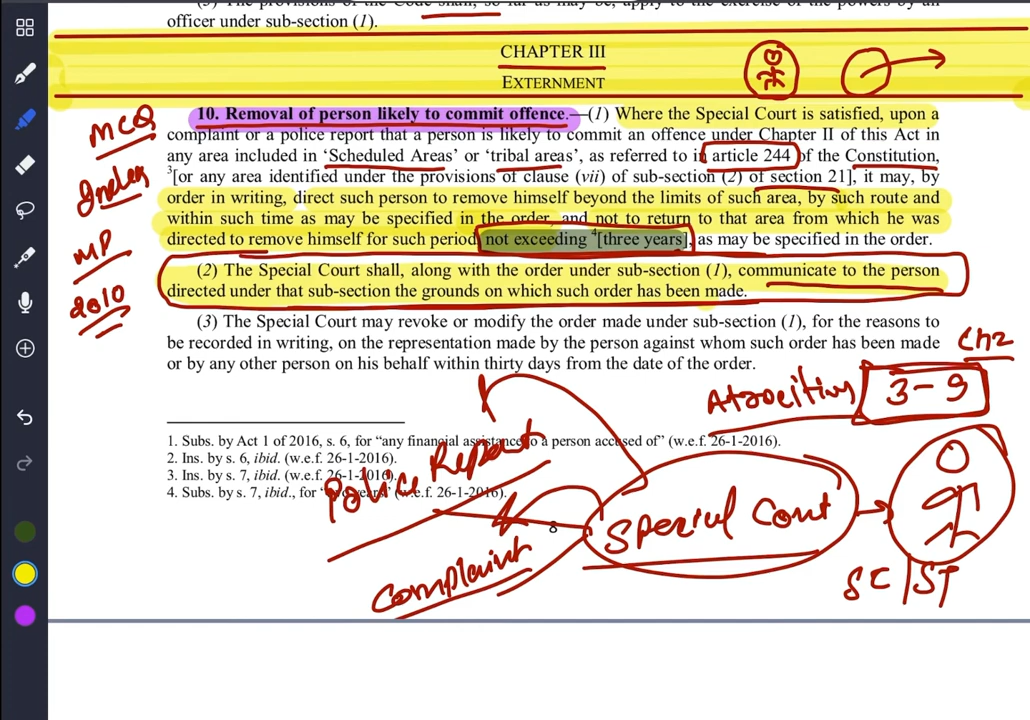 officer under sub-section (1).
CHAPTER III
EXTERNMENT
10. Removal of person likely to commit offence.—(1) Where the Special Court is satisfied, upon a
complaint or a police report that a person is likely to commit an offence under Chapter II of this Act in
any area included in ‘Scheduled Areas’ or ‘tribal areas’, as referred to in article 244 of the Constitution,
3[or any area identified under the provisions of clause (vii) of sub-section (2) of section 21], it may, by
order in writing, direct such person to remove himself beyond the limits of such area, by such route and
within such time as may be specified in the order, and not to return to that area from which he was
directed to remove himself for such period, not exceeding 4[three years], as may be specified in the order.
(2) The Special Court shall, along with the order under sub-section (1), communicate to the person
directed under that sub-section the grounds on which such order has been made.
(3) The Special Court may revoke or modify the order made under sub-section (1), for the reasons to
be recorded in writing, on the representation made by the person against whom such order has been made
or by any other person on his behalf within thirty days from the date of the order.
MCQ
MP
2010
Ch2
3-9
1. Subs. by Act 1 of 2016, s. 6, for “any financial assistance to a person accused of” (w.e.f. 26-1-2016).
2. Ins. by s. 6, ibid. (w.e.f. 26-1-2016).
3. Ins. by s. 7, ibid. (w.e.f. 26-1-2016).
4. Subs. by s. 7, ibid., for (w.e.f. 26-1-2016).
Police Report
8
Complaint
Special Court
SC/ST